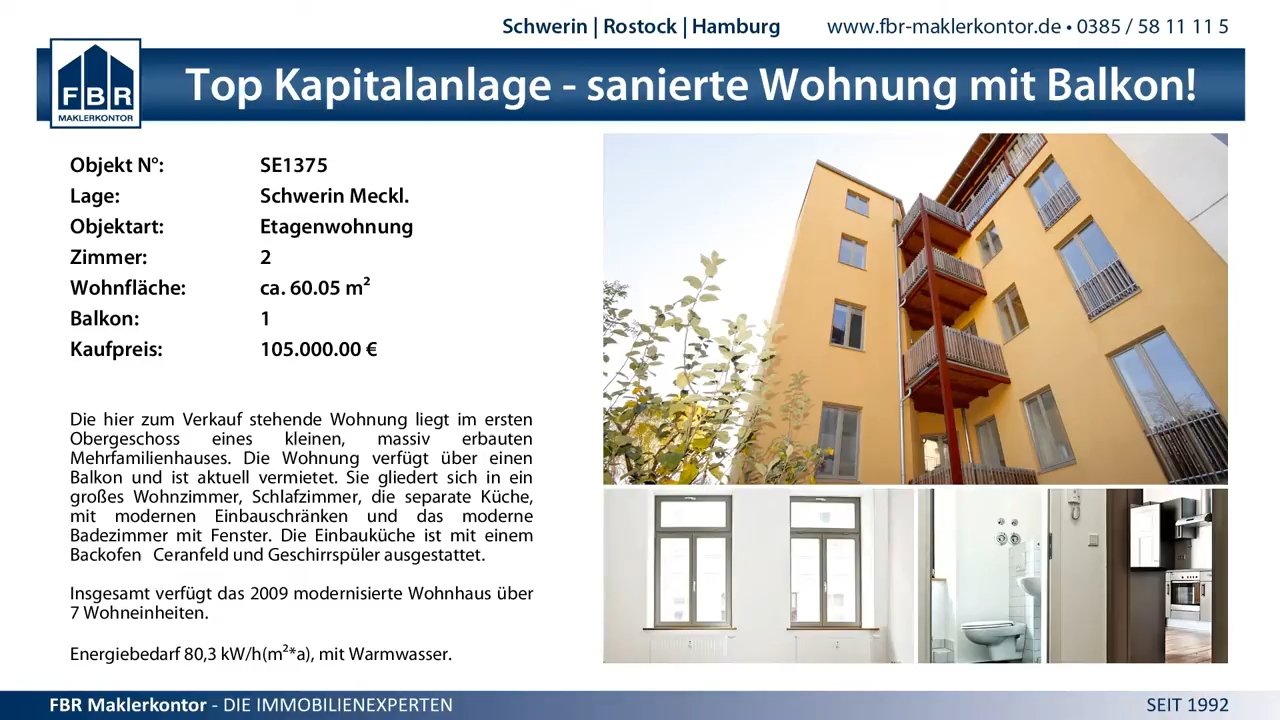 Schwerin | Rostock | Hamburg www.fbr-maklerkontor.de • 0385 / 58 11 11 5
FBR
MAKLERKONTOR
Top Kapitalanlage - sanierte Wohnung mit Balkon!
Objekt N°: SE1375
Lage: Schwerin Meckl.
Objektart: Etagenwohnung
Zimmer: 2
Wohnfläche: ca. 60.05 m²
Balkon: 1
Kaufpreis: 105.000.00 €
Die hier zum Verkauf stehende Wohnung liegt im ersten
Obergeschoss eines kleinen, massiv erbauten
Mehrfamilienhauses. Die Wohnung verfügt über einen
Balkon und ist aktuell vermietet. Sie gliedert sich in ein
großes Wohnzimmer, Schlafzimmer, die separate Küche,
mit modernen Einbauschränken und das moderne
Badezimmer mit Fenster. Die Einbauküche ist mit einem
Backofen Ceranfeld und Geschirrspüler ausgestattet.
Insgesamt verfügt das 2009 modernisierte Wohnhaus über
7 Wohneinheiten.
Energiebedarf 80,3 kW/h(m²*a), mit Warmwasser.
FBR Maklerkontor - DIE IMMOBILIENEXPERTEN SEIT 1992